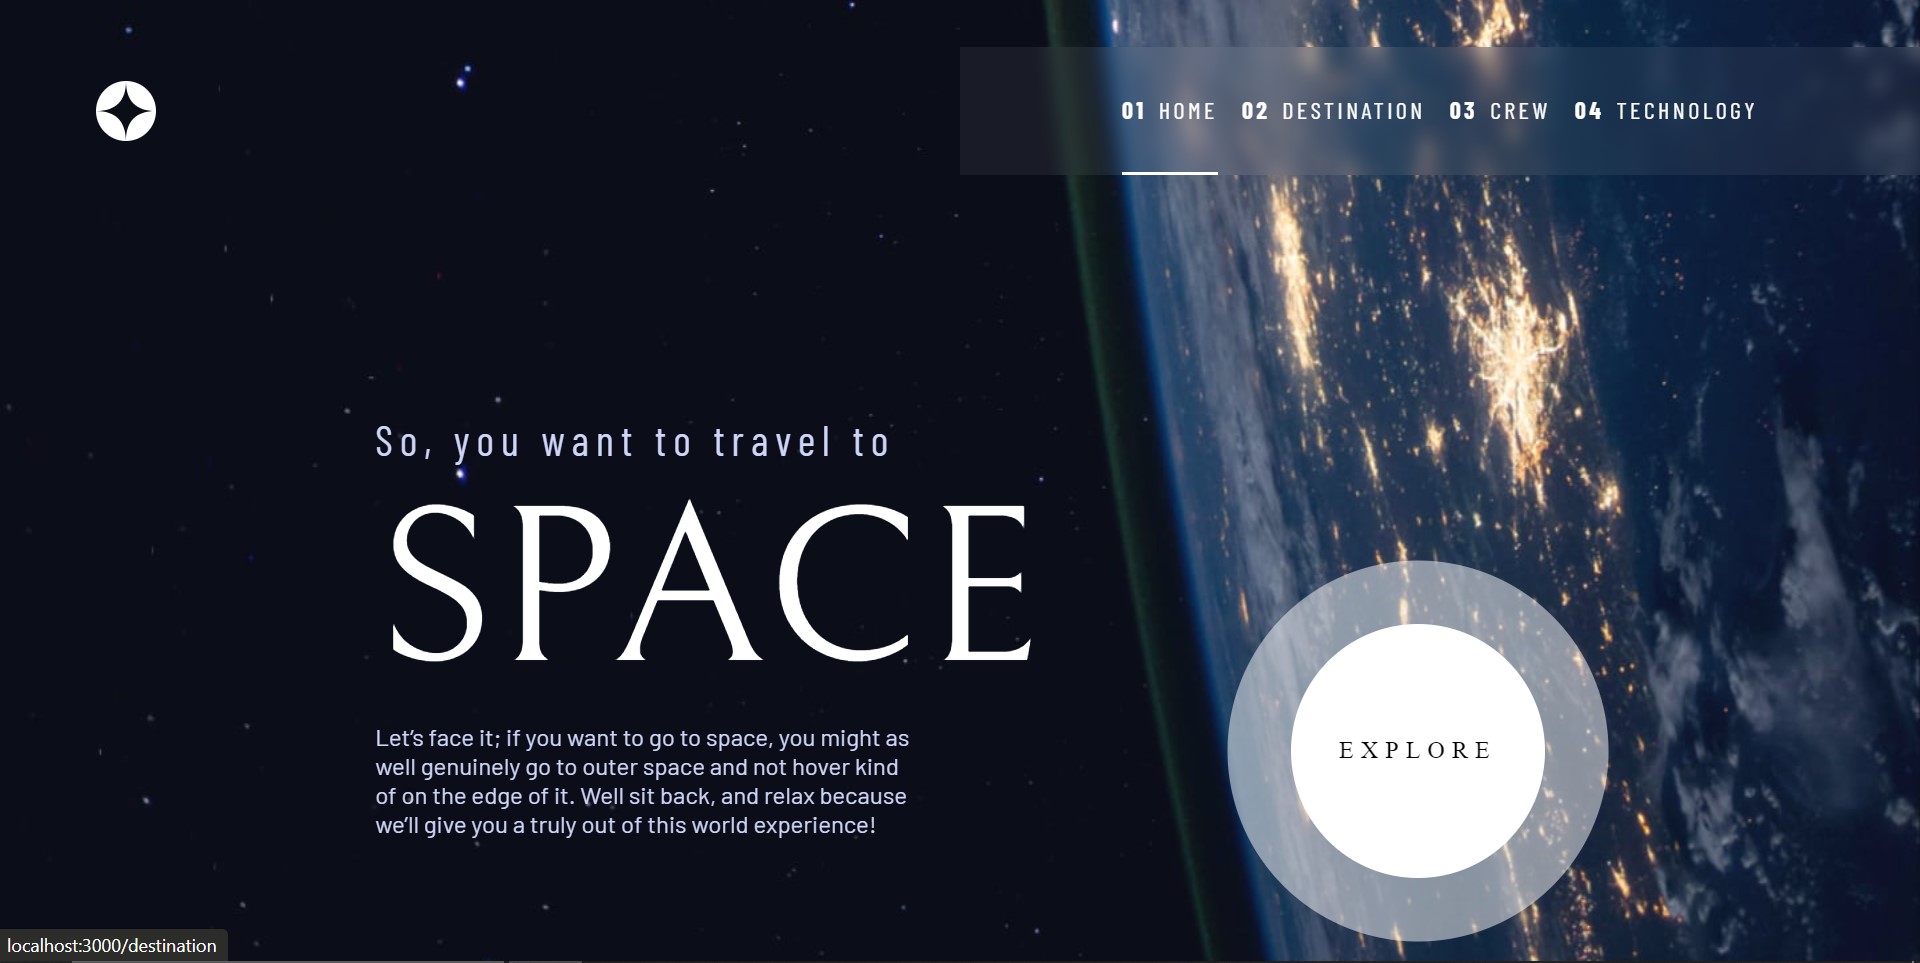 01 HOME 02 DESTINATION 03 CREW 04 TECHNOLOGY
So, you want to travel to
SPACE
Let’s face it; if you want to go to space, you might as
well genuinely go to outer space and not hover kind
of on the edge of it. Well sit back, and relax because
we’ll give you a truly out of this world experience!
EXPLORE
localhost:3000/destination